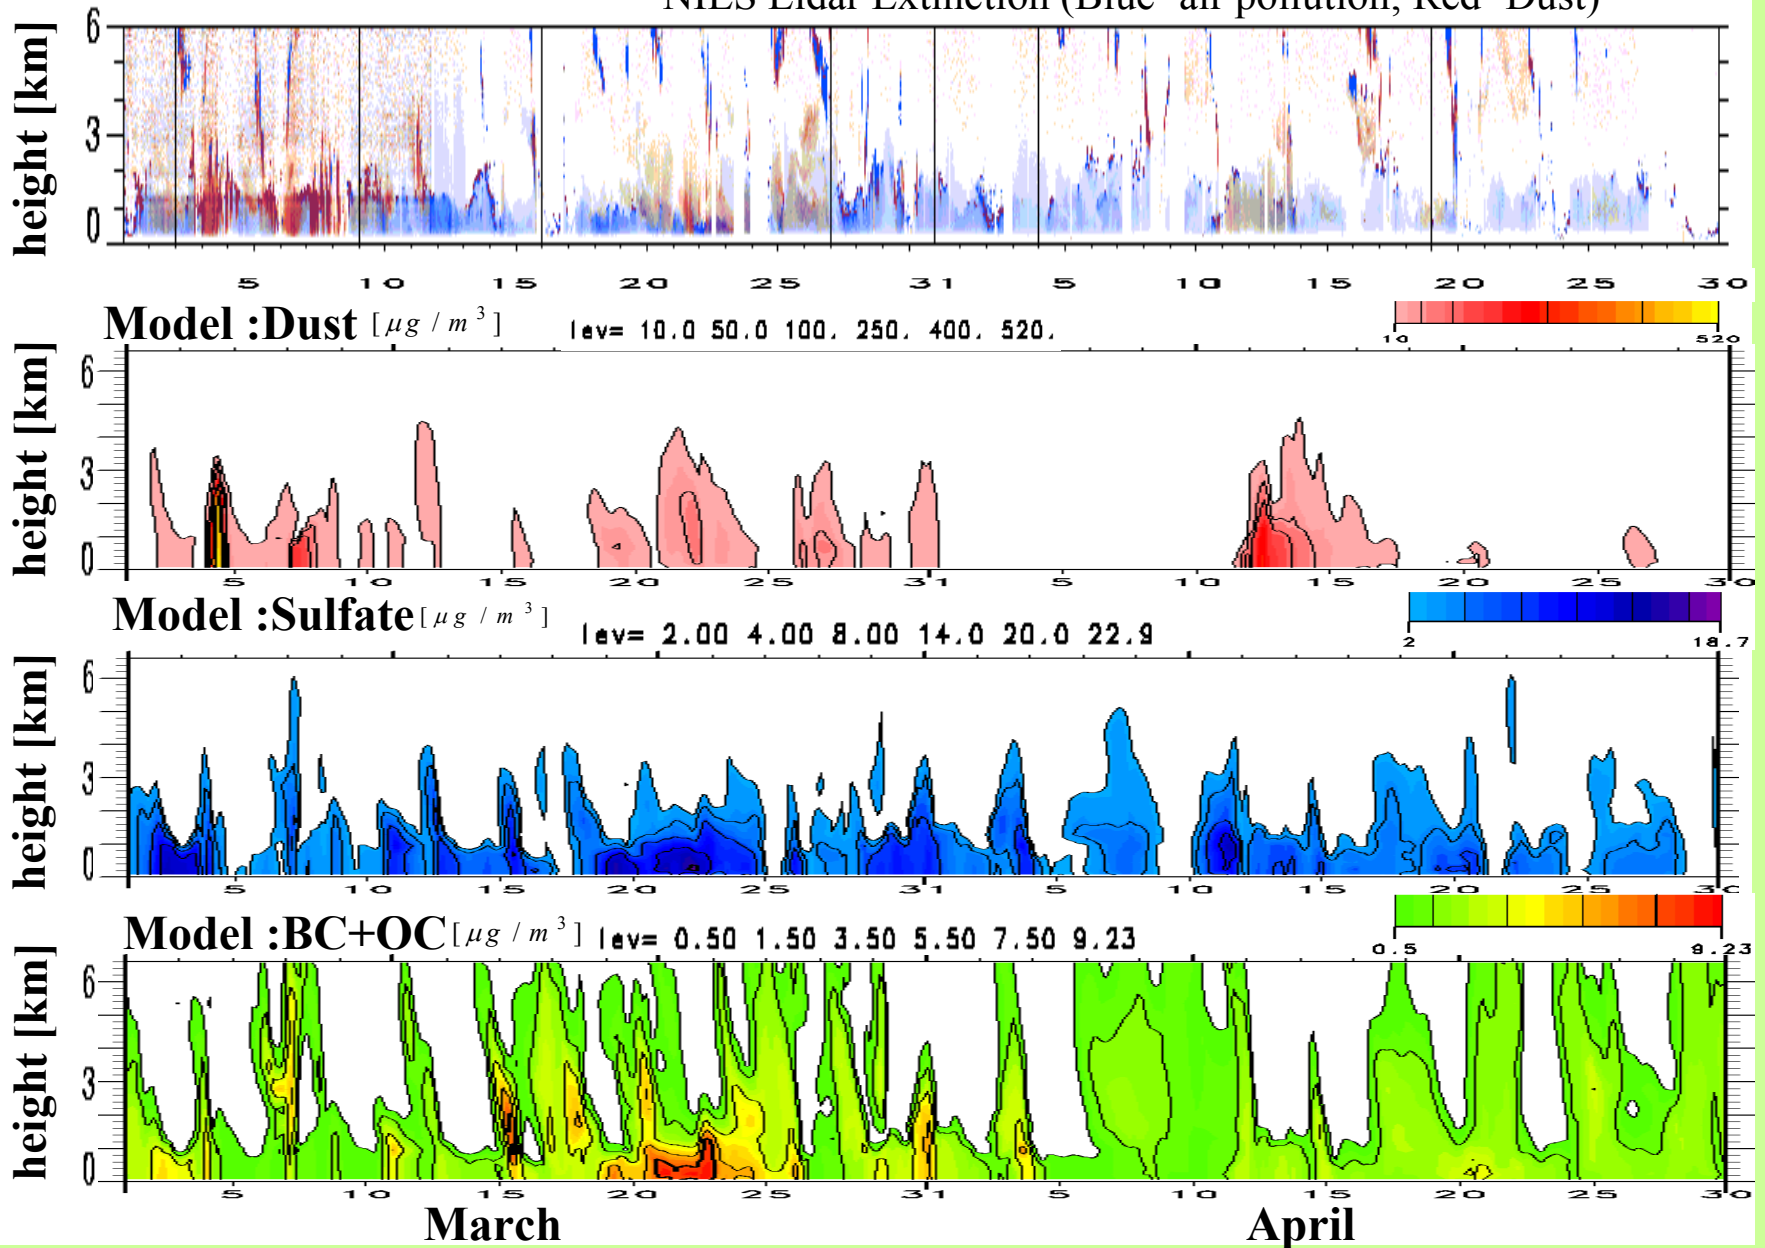 NIES Lidar Extinction (Blue air pollution, Red Dust)
height [km]
6
3
0
5 10 15 20 25 31 5 10 15 20 25 30
Model :Dust [μg / m³] lev= 10.0 50.0 100. 250. 400. 520.
10 520
height [km]
6
3
0
5 10 15 20 25 31 5 10 15 20 25 30
Model :Sulfate [μg / m³] lev= 2.00 4.00 8.00 14.0 20.0 22.9
2 18.7
height [km]
6
3
0
5 10 15 20 25 31 5 10 15 20 25 30
Model :BC+OC [μg / m³] lev= 0.50 1.50 3.50 5.50 7.50 9.23
0.5 9.23
height [km]
6
3
0
5 10 15 20 25 31 5 10 15 20 25 30
March April